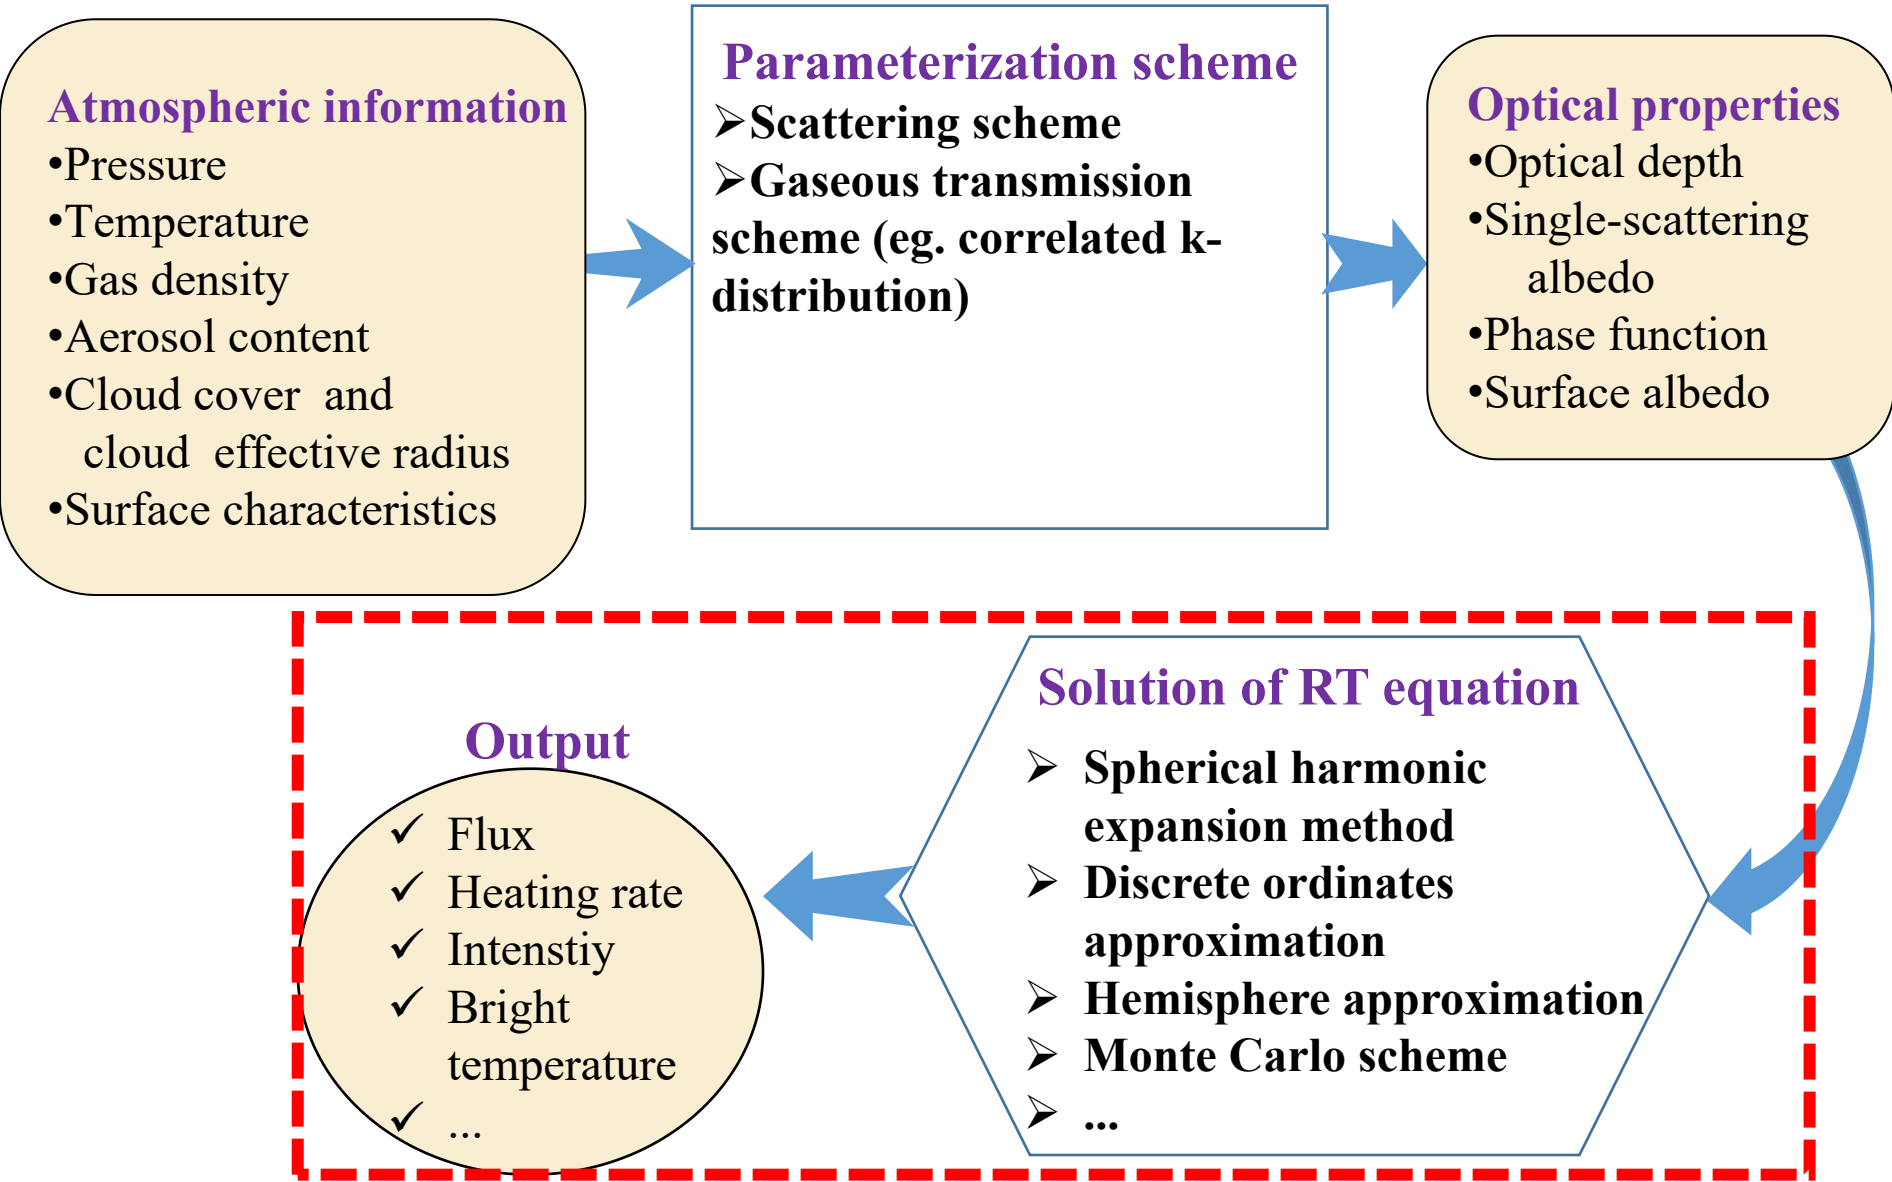 Atmospheric information
•Pressure
•Temperature
•Gas density
•Aerosol content
•Cloud cover and
cloud effective radius
•Surface characteristics
Parameterization scheme
➢Scattering scheme
➢Gaseous transmission
scheme (eg. correlated k-
distribution)
Optical properties
•Optical depth
•Single-scattering
albedo
•Phase function
•Surface albedo
Solution of RT equation
➢ Spherical harmonic
expansion method
➢ Discrete ordinates
approximation
➢ Hemisphere approximation
➢ Monte Carlo scheme
➢ ...
Output
✓ Flux
✓ Heating rate
✓ Intenstiy
✓ Bright
temperature
✓ ...